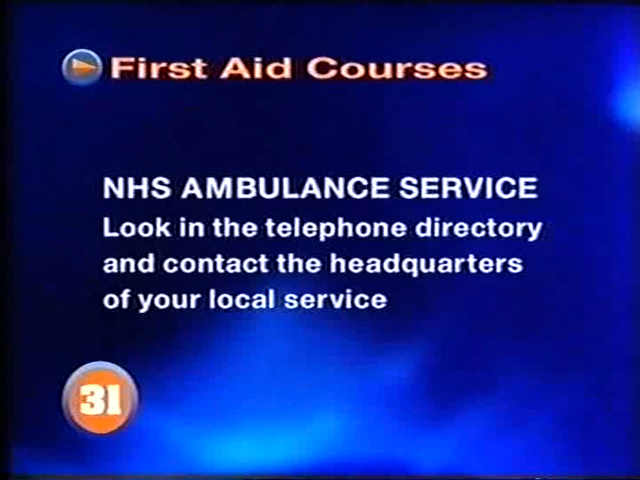 First Aid Courses
NHS AMBULANCE SERVICE
Look in the telephone directory
and contact the headquarters
of your local service
31